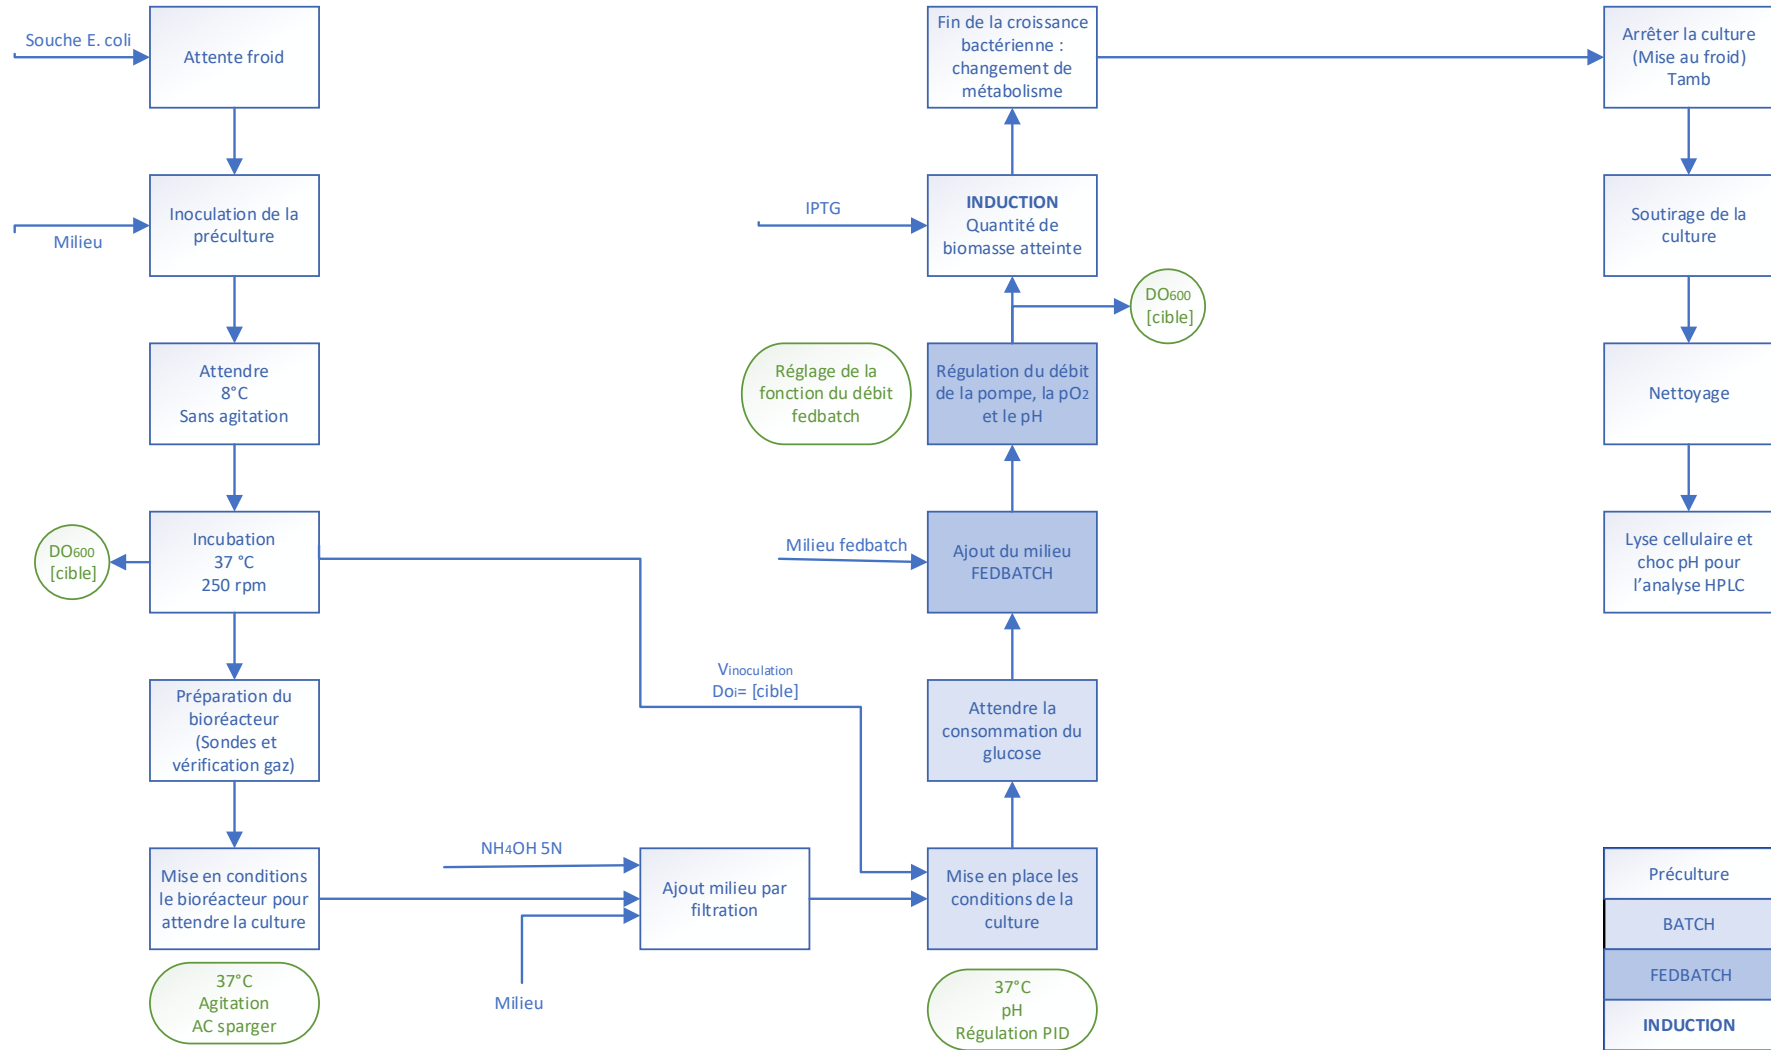 Souche E. coli
Attente froid
Milieu
Inoculation de la
préculture
Attendre
8°C
Sans agitation
DO600
[cible]
Incubation
37 °C
250 rpm
Préparation du
bioréacteur
(Sondes et
vérification gaz)
Mise en conditions
le bioréacteur pour
attendre la culture
37°C
Agitation
AC sparger
NH4OH 5N
Milieu
Ajout milieu par
filtration
Vinoculation
Doi= [cible]
Mise en place les
conditions de la
culture
37°C
pH
Régulation PID
Attendre la
consommation du
glucose
Milieu fedbatch
Ajout du milieu
FEDBATCH
Réglage de la
fonction du débit
fedbatch
Régulation du débit
de la pompe, la pO2
et le pH
DO600
[cible]
IPTG
INDUCTION
Quantité de
biomasse atteinte
Fin de la croissance
bactérienne :
changement de
métabolisme
Arrêter la culture
(Mise au froid)
Tamb
Soutirage de la
culture
Nettoyage
Lyse cellulaire et
choc pH pour
l'analyse HPLC
Préculture
BATCH
FEDBATCH
INDUCTION